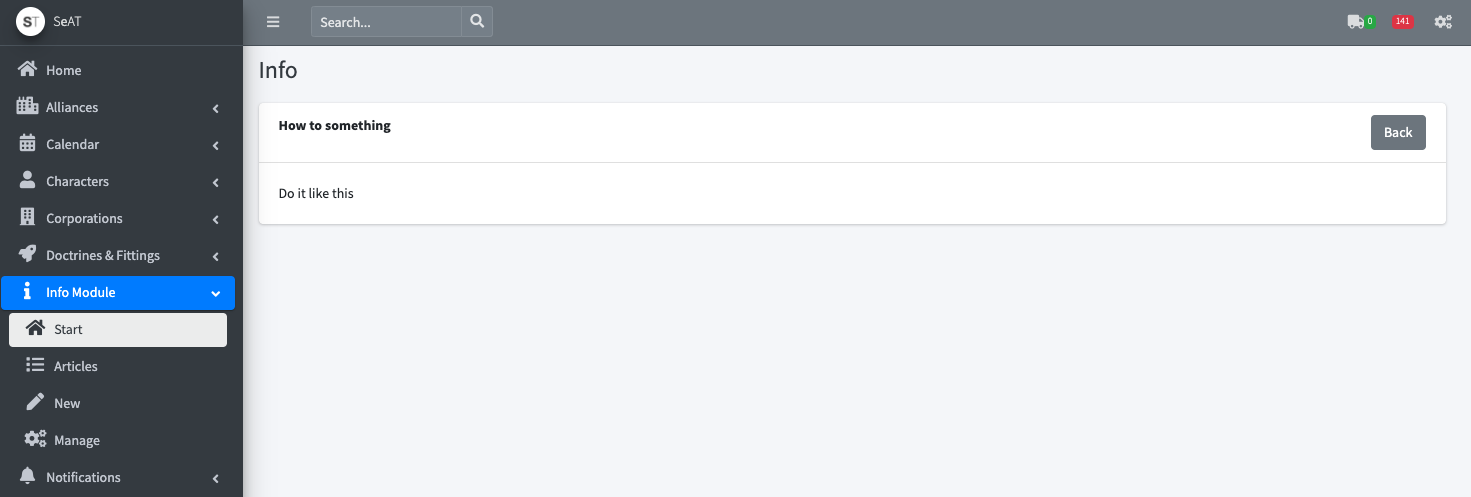 ST SeAT
Search...
0
141
Home
Alliances
Calendar
Characters
Corporations
Doctrines & Fittings
Info Module
Start
Articles
New
Manage
Notifications
Info
How to something
Back
Do it like this